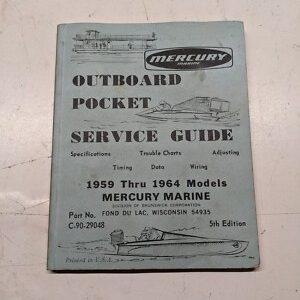 MERCURY
MARINE
OUTBOARD
POCKET
SERVICE GUIDE
Specifications Trouble Charts Adjusting
Timing Data Wiring
1959 Thru 1964 Models
MERCURY MARINE
DIVISION OF BRUNSWICK CORPORATION
Part No. FOND DU LAC, WISCONSIN 54935
C-90-29048 5th Edition
Printed in U.S.A.